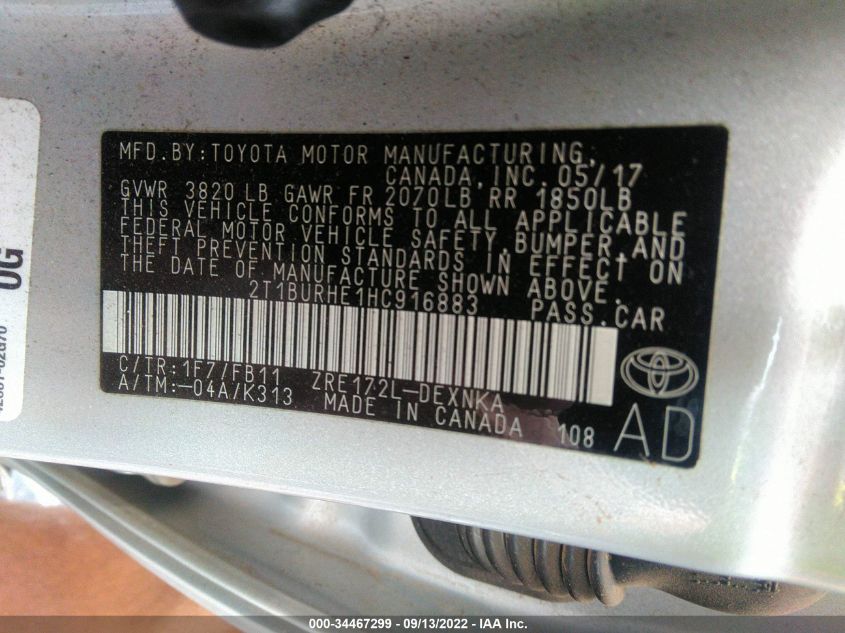 MFD.BY:TOYOTA MOTOR MANUFACTURING,
CANADA,INC. 05/17
GVWR 3820 LB GAWR FR 2070LB RR 1850LB
THIS VEHICLE CONFORMS TO ALL APPLICABLE
FEDERAL MOTOR VEHICLE SAFETY,BUMPER,AND
THEFT PREVENTION STANDARDS IN EFFECT ON
THE DATE OF MANUFACTURE SHOWN ABOVE.
2T1BURHE1HC916883 PASS.CAR
C/TR:1F7/FB11 ZRE172L-DEXNKA
A/TM:-04A/K313 MADE IN CANADA 108
AD
000-34467299 - 09/13/2022 - IAA Inc.